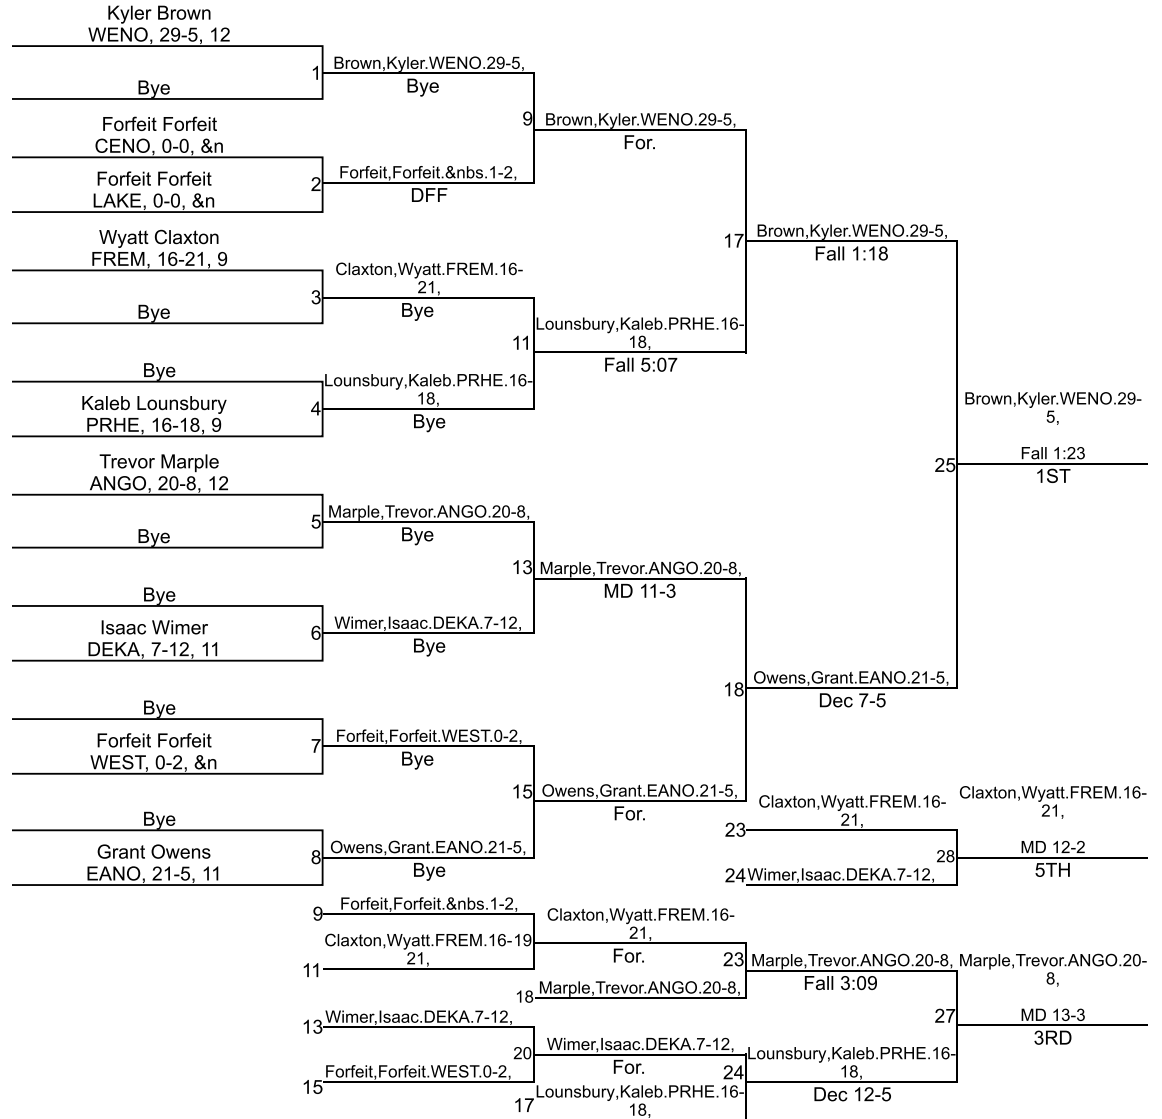 Kyler Brown
WENO, 29-5, 12
Bye
1
Brown,Kyler.WENO.29-5,
Bye
Forfeit Forfeit
CENO, 0-0, &n
Forfeit Forfeit
LAKE, 0-0, &n
2
Forfeit,Forfeit.&nbs.1-2,
DFF
9
Brown,Kyler.WENO.29-5,
For.
Wyatt Claxton
FREM, 16-21, 9
Bye
3
Claxton,Wyatt.FREM.16-
21,
Bye
Bye
Kaleb Lounsbury
PRHE, 16-18, 9
4
Lounsbury,Kaleb.PRHE.16-
18,
Bye
11
Lounsbury,Kaleb.PRHE.16-
18,
Fall 5:07
17
Brown,Kyler.WENO.29-5,
Fall 1:18
Trevor Marple
ANGO, 20-8, 12
Bye
5
Marple,Trevor.ANGO.20-8,
Bye
Bye
Isaac Wimer
DEKA, 7-12, 11
6
Wimer,Isaac.DEKA.7-12,
Bye
13
Marple,Trevor.ANGO.20-8,
MD 11-3
Bye
Forfeit Forfeit
WEST, 0-2, &n
7
Forfeit,Forfeit.WEST.0-2,
Bye
Bye
Grant Owens
EANO, 21-5, 11
8
Owens,Grant.EANO.21-5,
Bye
15
Owens,Grant.EANO.21-5,
For.
18
Owens,Grant.EANO.21-5,
Dec 7-5
25
Brown,Kyler.WENO.29-
5,
Fall 1:23
1ST
23
Claxton,Wyatt.FREM.16-
21,
24
Wimer,Isaac.DEKA.7-12,
28
Claxton,Wyatt.FREM.16-
21,
MD 12-2
5TH
9
Forfeit,Forfeit.&nbs.1-2,
11
Claxton,Wyatt.FREM.16-
21,
19
Claxton,Wyatt.FREM.16-
21,
For.
18
Marple,Trevor.ANGO.20-8,
23
Marple,Trevor.ANGO.20-8,
Fall 3:09
13
Wimer,Isaac.DEKA.7-12,
15
Forfeit,Forfeit.WEST.0-2,
20
Wimer,Isaac.DEKA.7-12,
For.
17
Lounsbury,Kaleb.PRHE.16-
18,
24
Lounsbury,Kaleb.PRHE.16-
18,
Dec 12-5
27
Marple,Trevor.ANGO.20-
8,
MD 13-3
3RD